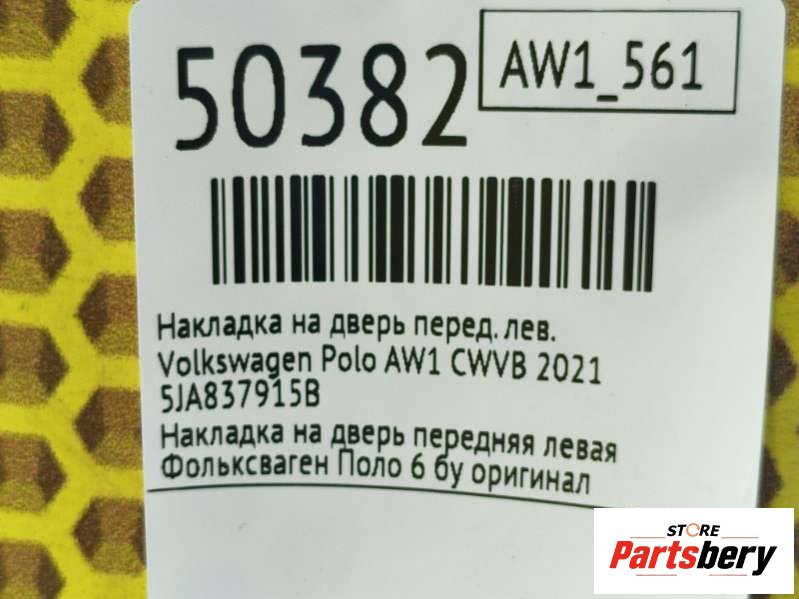 50382
AW1_561
Накладка на дверь перед. лев.
Volkswagen Polo AW1 CWVB 2021
5JA837915B
Накладка на дверь передняя левая
Фольксваген Поло 6 бу оригинал
STORE
Partsbery